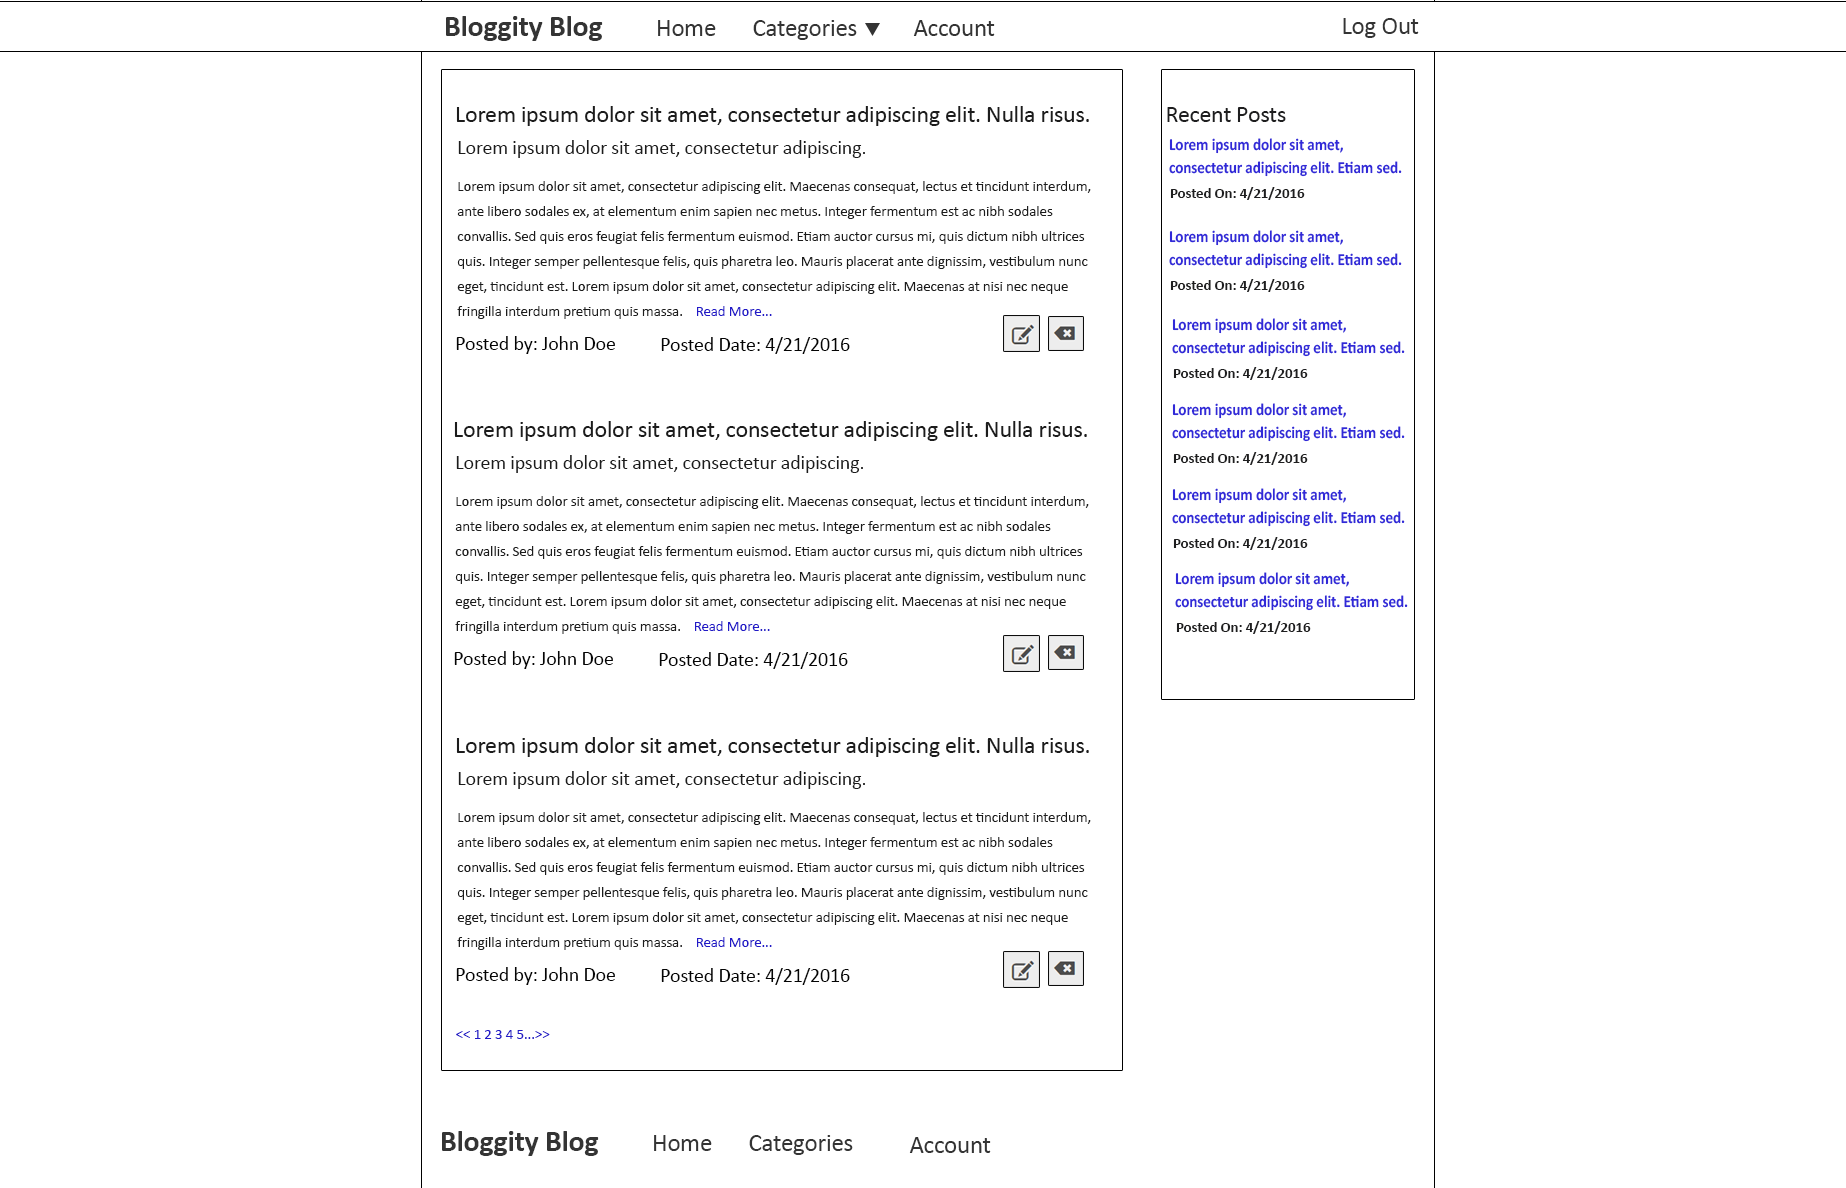 Bloggity Blog Home Categories ▼ Account Log Out
Lorem ipsum dolor sit amet, consectetur adipiscing elit. Nulla risus.
Lorem ipsum dolor sit amet, consectetur adipiscing.
Lorem ipsum dolor sit amet, consectetur adipiscing elit. Maecenas consequat, lectus et tincidunt interdum,
ante libero sodales ex, at elementum enim sapien nec metus. Integer fermentum est ac nibh sodales
convallis. Sed quis eros feugiat felis fermentum euismod. Etiam auctor cursus mi, quis dictum nibh ultrices
quis. Integer semper pellentesque felis, quis pharetra leo. Mauris placerat ante dignissim, vestibulum nunc
eget, tincidunt est. Lorem ipsum dolor sit amet, consectetur adipiscing elit. Maecenas at nisi nec neque
fringilla interdum pretium quis massa. Read More...
Posted by: John Doe Posted Date: 4/21/2016
Lorem ipsum dolor sit amet, consectetur adipiscing elit. Nulla risus.
Lorem ipsum dolor sit amet, consectetur adipiscing.
Lorem ipsum dolor sit amet, consectetur adipiscing elit. Maecenas consequat, lectus et tincidunt interdum,
ante libero sodales ex, at elementum enim sapien nec metus. Integer fermentum est ac nibh sodales
convallis. Sed quis eros feugiat felis fermentum euismod. Etiam auctor cursus mi, quis dictum nibh ultrices
quis. Integer semper pellentesque felis, quis pharetra leo. Mauris placerat ante dignissim, vestibulum nunc
eget, tincidunt est. Lorem ipsum dolor sit amet, consectetur adipiscing elit. Maecenas at nisi nec neque
fringilla interdum pretium quis massa. Read More...
Posted by: John Doe Posted Date: 4/21/2016
Lorem ipsum dolor sit amet, consectetur adipiscing elit. Nulla risus.
Lorem ipsum dolor sit amet, consectetur adipiscing.
Lorem ipsum dolor sit amet, consectetur adipiscing elit. Maecenas consequat, lectus et tincidunt interdum,
ante libero sodales ex, at elementum enim sapien nec metus. Integer fermentum est ac nibh sodales
convallis. Sed quis eros feugiat felis fermentum euismod. Etiam auctor cursus mi, quis dictum nibh ultrices
quis. Integer semper pellentesque felis, quis pharetra leo. Mauris placerat ante dignissim, vestibulum nunc
eget, tincidunt est. Lorem ipsum dolor sit amet, consectetur adipiscing elit. Maecenas at nisi nec neque
fringilla interdum pretium quis massa. Read More...
Posted by: John Doe Posted Date: 4/21/2016
<< 1 2 3 4 5...>>
Recent Posts
Lorem ipsum dolor sit amet,
consectetur adipiscing elit. Etiam sed.
Posted On: 4/21/2016
Lorem ipsum dolor sit amet,
consectetur adipiscing elit. Etiam sed.
Posted On: 4/21/2016
Lorem ipsum dolor sit amet,
consectetur adipiscing elit. Etiam sed.
Posted On: 4/21/2016
Lorem ipsum dolor sit amet,
consectetur adipiscing elit. Etiam sed.
Posted On: 4/21/2016
Lorem ipsum dolor sit amet,
consectetur adipiscing elit. Etiam sed.
Posted On: 4/21/2016
Lorem ipsum dolor sit amet,
consectetur adipiscing elit. Etiam sed.
Posted On: 4/21/2016
Bloggity Blog Home Categories Account